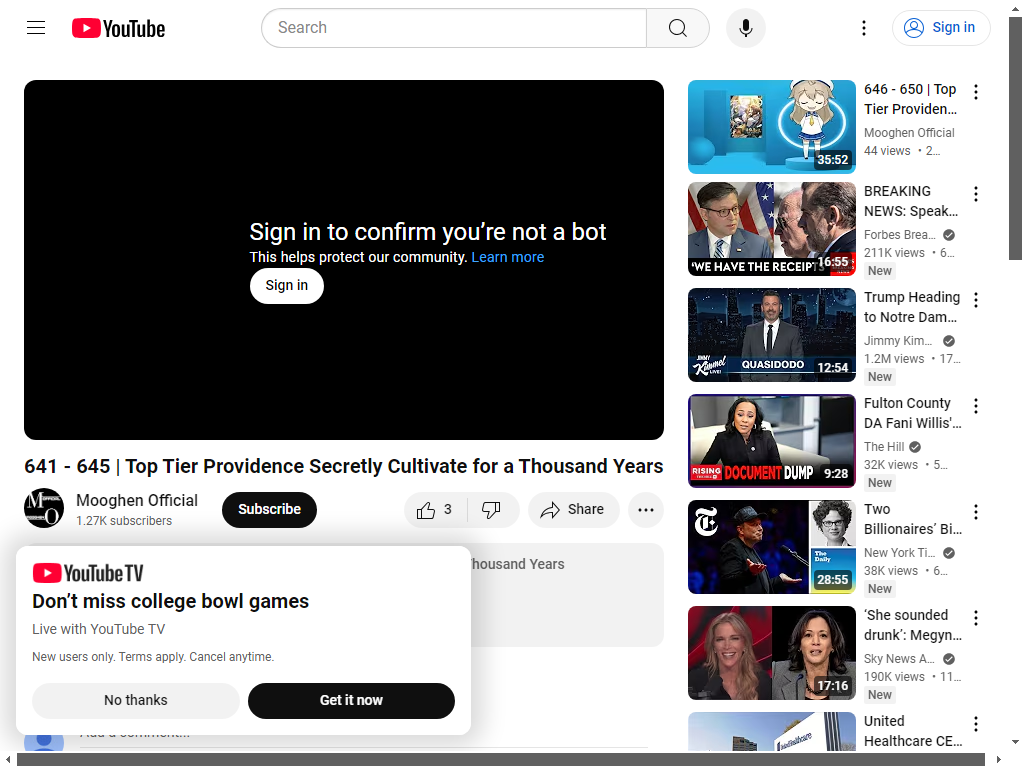 YouTube
Search
Sign in
Sign in to confirm you’re not a bot
This helps protect our community. Learn more
Sign in
641 - 645 | Top Tier Providence Secretly Cultivate for a Thousand Years
Mooghen Official
1.27K subscribers
Subscribe
3
Share
Thousand Years
YouTube TV
Don’t miss college bowl games
Live with YouTube TV
New users only. Terms apply. Cancel anytime.
No thanks
Get it now
Add a comment...
35:52
646 - 650 | Top
Tier Providen...
Mooghen Official
44 views • 2...
'WE HAVE THE RECEIPTS
16:55
BREAKING
NEWS: Speak...
Forbes Brea...
211K views • 6...
New
JIMMY
Kimmel
LIVE!
QUASIDODO
12:54
Trump Heading
to Notre Dam...
Jimmy Kim...
1.2M views • 17...
New
RISING
DOCUMENT DUMP
9:28
Fulton County
DA Fani Willis'...
The Hill
32K views • 5...
New
The
Daily
28:55
Two
Billionaires’ Bi...
New York Ti...
38K views • 6...
New
17:16
‘She sounded
drunk’: Megyn...
Sky News A...
190K views • 11...
New
UnitedHealthcare
United
Healthcare CE...